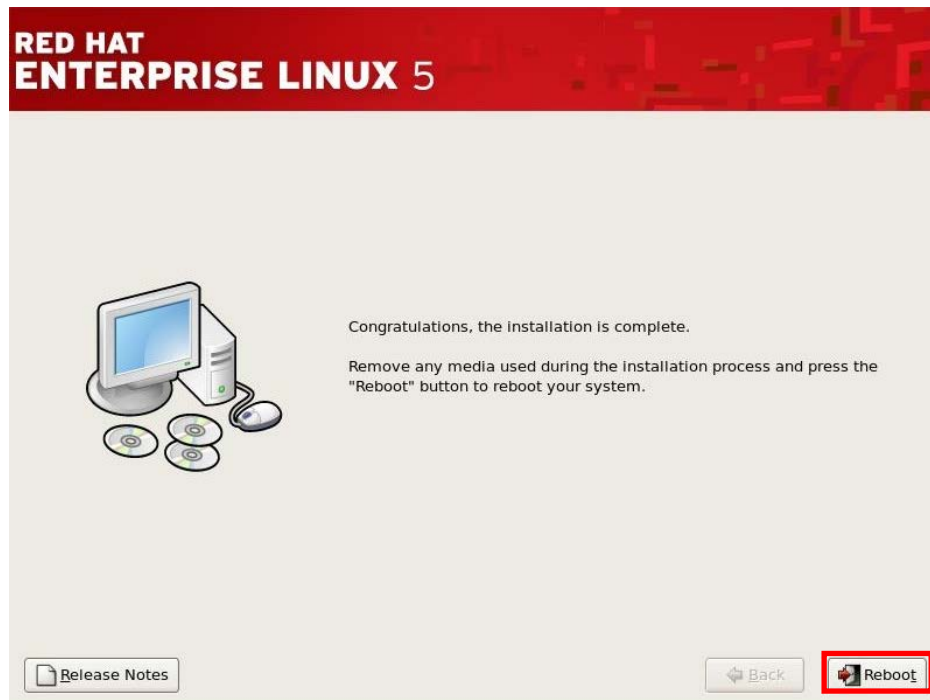 RED HAT
ENTERPRISE LINUX 5
Congratulations, the installation is complete.
Remove any media used during the installation process and press the
"Reboot" button to reboot your system.
Release Notes
Back
Reboot